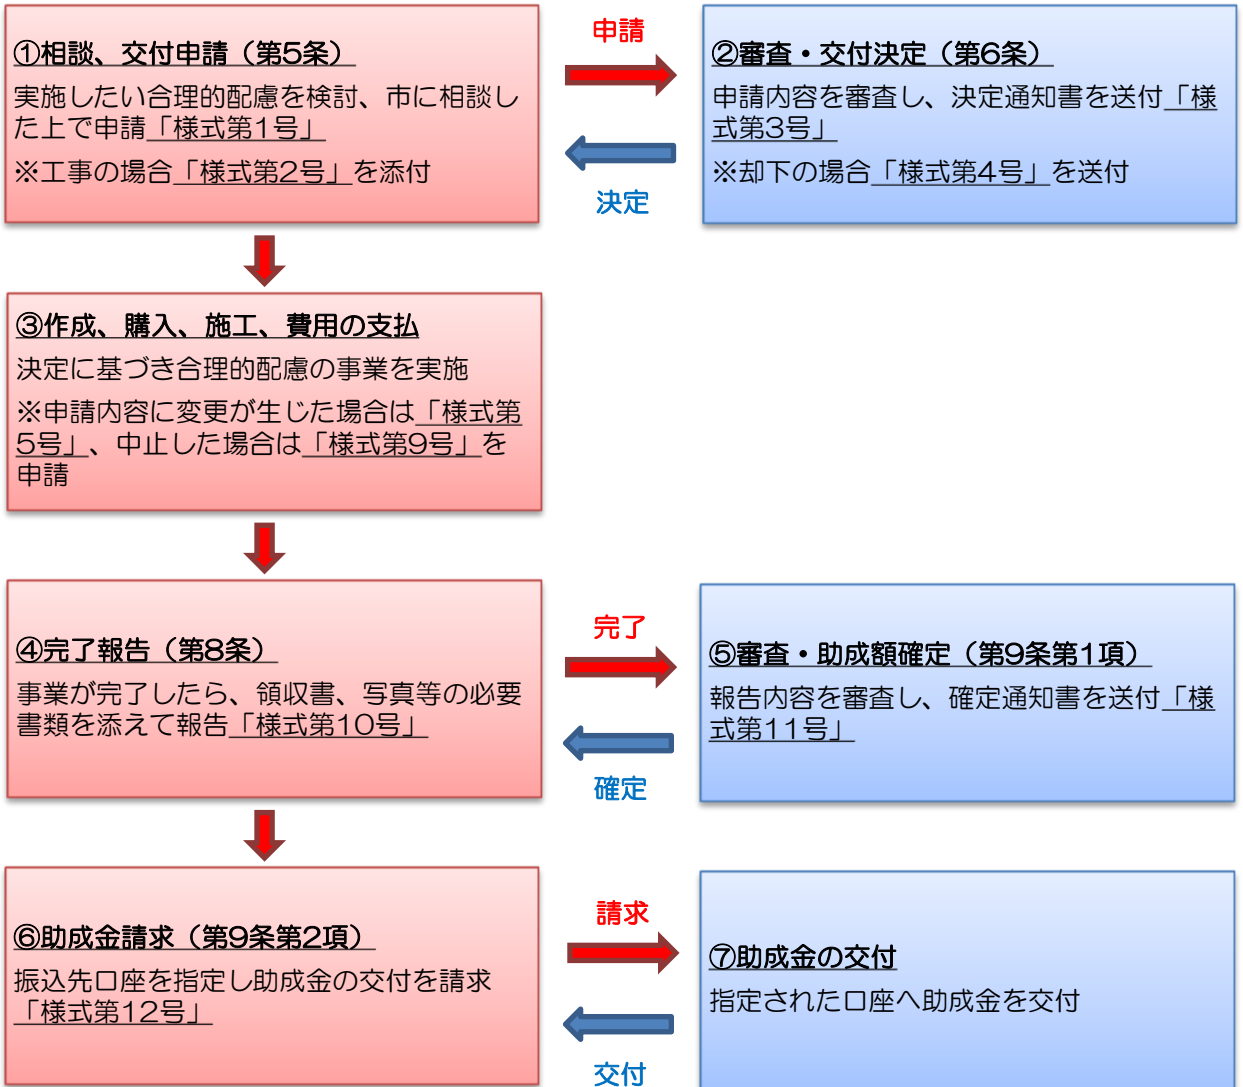 ①相談、交付申請（第5条）
実施したい合理的配慮を検討、市に相談し
た上で申請「様式第1号」
※工事の場合「様式第2号」を添付
申請
決定
②審査・交付決定（第6条）
申請内容を審査し、決定通知書を送付「様
式第3号」
※却下の場合「様式第4号」を送付
③作成、購入、施工、費用の支払
決定に基づき合理的配慮の事業を実施
※申請内容に変更が生じた場合は「様式第
5号」、中止した場合は「様式第9号」を
申請
④完了報告（第8条）
事業が完了したら、領収書、写真等の必要
書類を添えて報告「様式第10号」
完了
確定
⑤審査・助成額確定（第9条第1項）
報告内容を審査し、確定通知書を送付「様
式第11号」
⑥助成金請求（第9条第2項）
振込先口座を指定し助成金の交付を請求
「様式第12号」
請求
交付
⑦助成金の交付
指定された口座へ助成金を交付